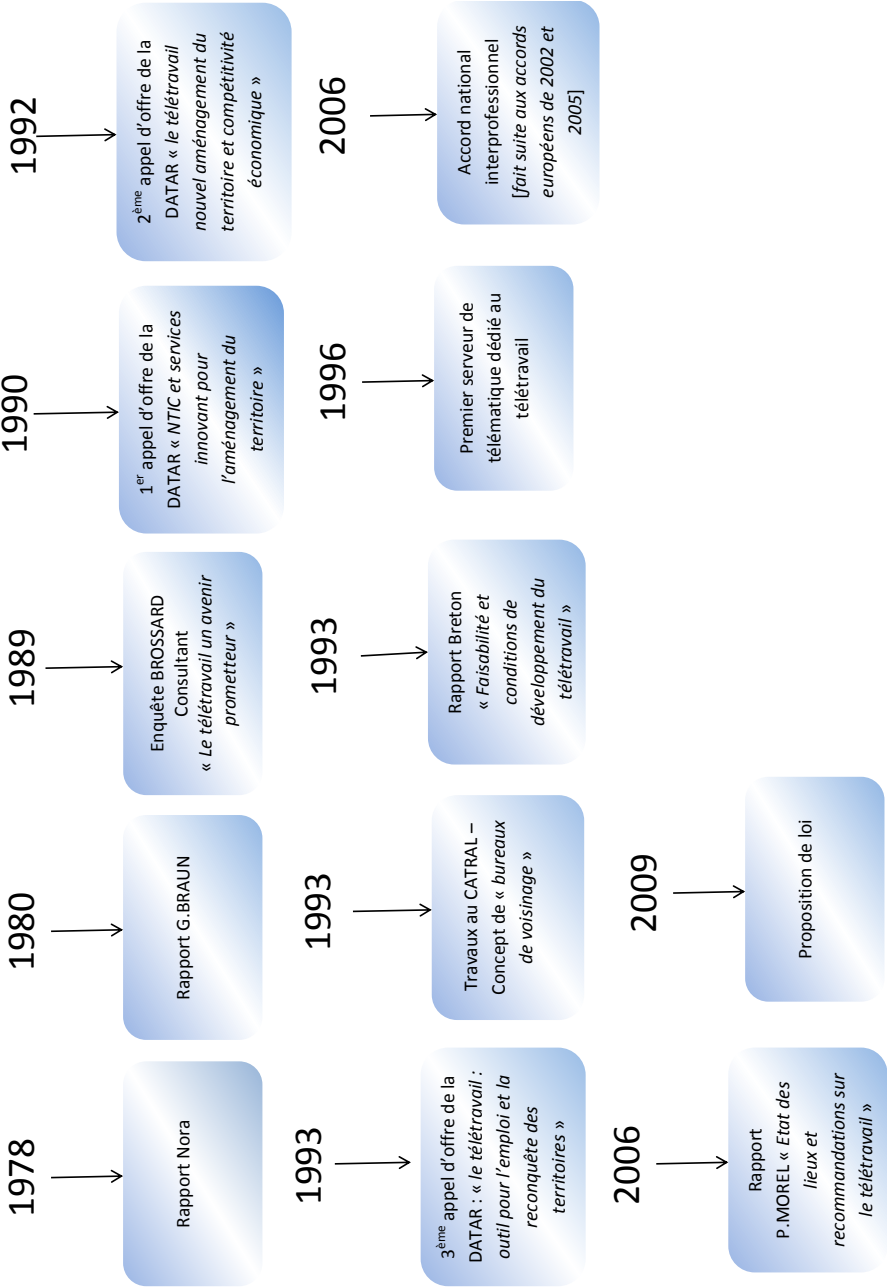 1978
Rapport Nora
1980
Rapport G.BRAUN
1989
Enquête BROSSARD
Consultant
« Le télétravail un avenir
prometteur »
1990
1er appel d’offre de la
DATAR « NTIC et services
innovant pour
l’aménagement du
territoire »
1992
2ème appel d’offre de la
DATAR « le télétravail
nouvel aménagement du
territoire et compétitivité
économique »
1993
3ème appel d’offre de la
DATAR : « le télétravail :
outil pour l’emploi et la
reconquête des
territoires »
1993
Travaux au CATRAL –
Concept de « bureaux
de voisinage »
1993
Rapport Breton
« Faisabilité et
conditions de
développement du
télétravail »
1996
Premier serveur de
télématique dédié au
télétravail
2006
Accord national
interprofessionnel
[fait suite aux accords
européens de 2002 et
2005]
2006
Rapport
P.MOREL « Etat des
lieux et
recommandations sur
le télétravail »
2009
Proposition de loi